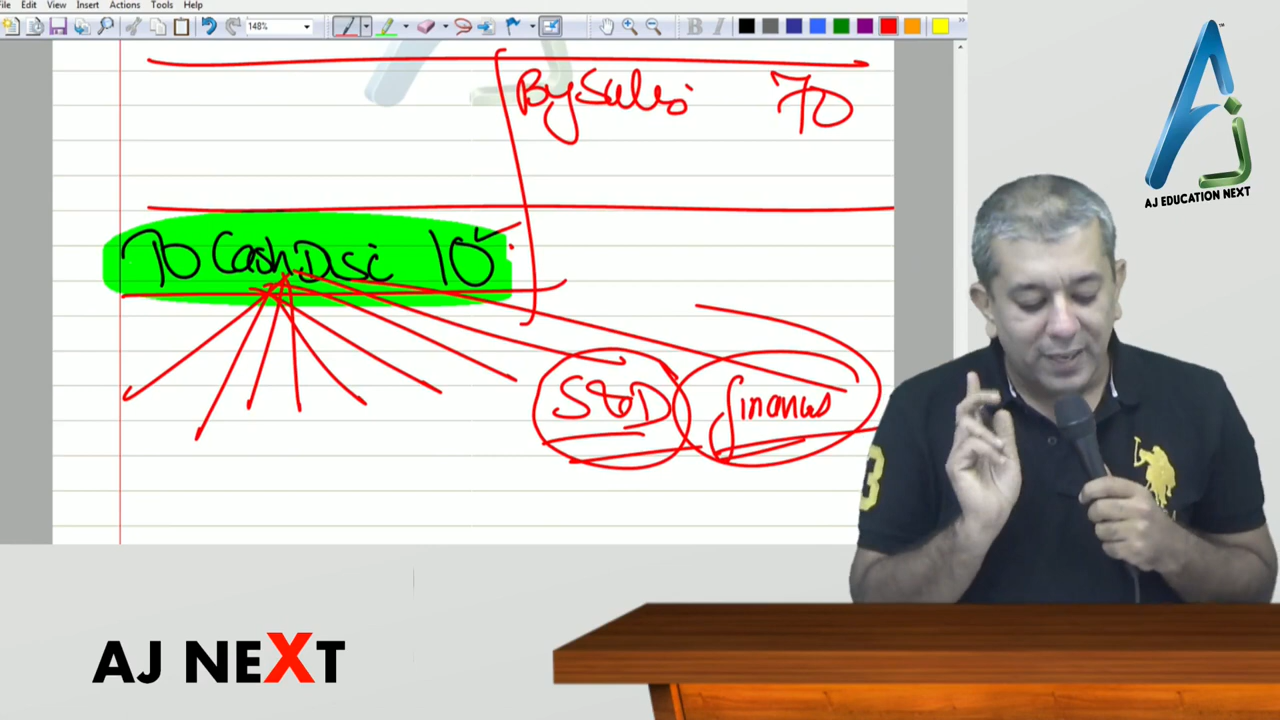 File Edit View Insert Actions Tools Help
148% B I
By Sales 70
To Cash Disc 10
S&D finance
AJ EDUCATION NEXT
3
AJ NEXT